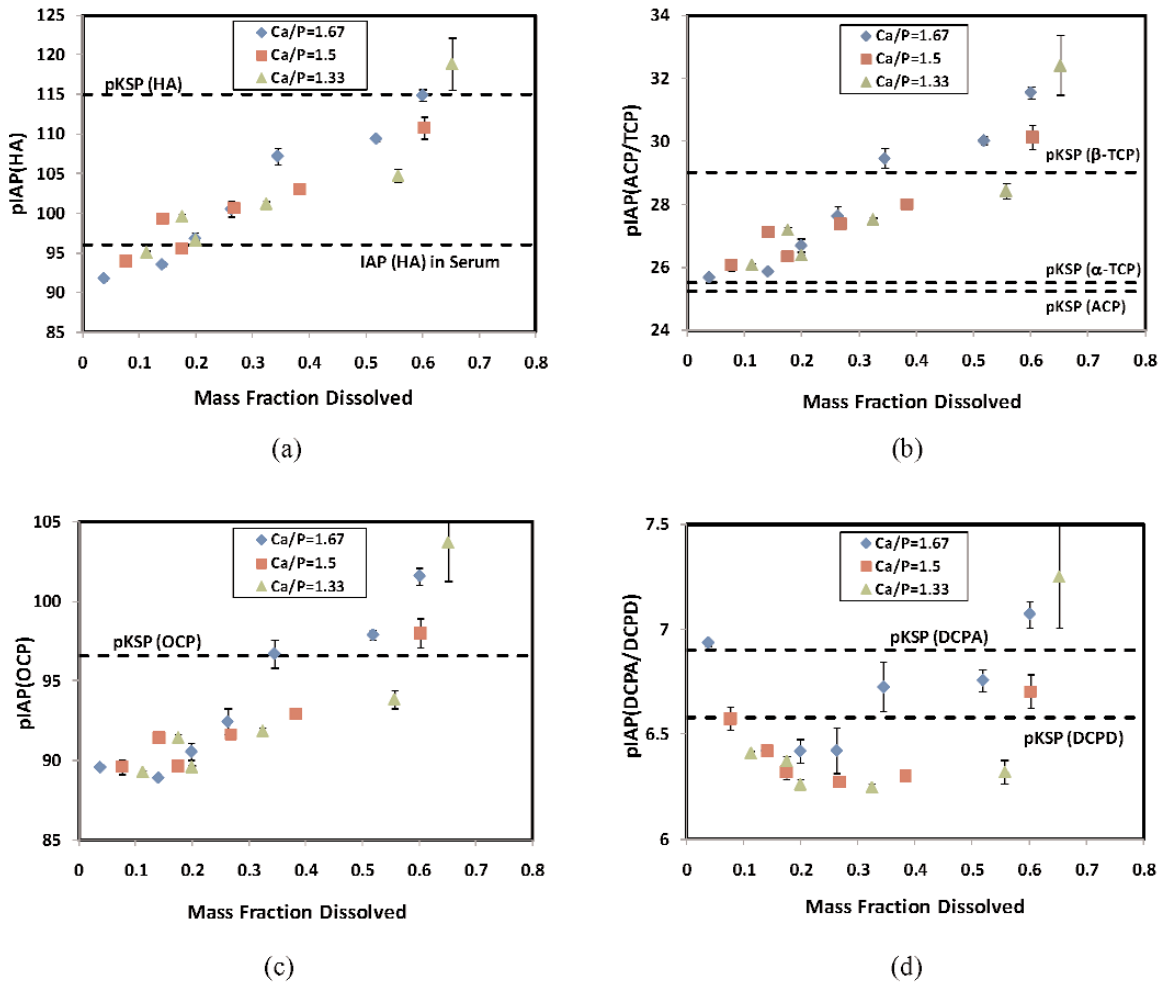 125
120
115
110
105
100
95
90
85
pIAP(HA)
Ca/P=1.67
Ca/P=1.5
Ca/P=1.33
pKSP (HA)
IAP (HA) in Serum
0 0.1 0.2 0.3 0.4 0.5 0.6 0.7 0.8
Mass Fraction Dissolved
(a)
34
32
30
28
26
24
pIAP(ACP/TCP)
Ca/P=1.67
Ca/P=1.5
Ca/P=1.33
pKSP (β-TCP)
pKSP (α-TCP)
pKSP (ACP)
0 0.1 0.2 0.3 0.4 0.5 0.6 0.7 0.8
Mass Fraction Dissolved
(b)
105
100
95
90
85
pIAP(OCP)
Ca/P=1.67
Ca/P=1.5
Ca/P=1.33
pKSP (OCP)
0 0.1 0.2 0.3 0.4 0.5 0.6 0.7 0.8
Mass Fraction Dissolved
(c)
7.5
7
6.5
6
pIAP(DCPA/DCPD)
Ca/P=1.67
Ca/P=1.5
Ca/P=1.33
pKSP (DCPA)
pKSP (DCPD)
0 0.1 0.2 0.3 0.4 0.5 0.6 0.7 0.8
Mass Fraction Dissolved
(d)